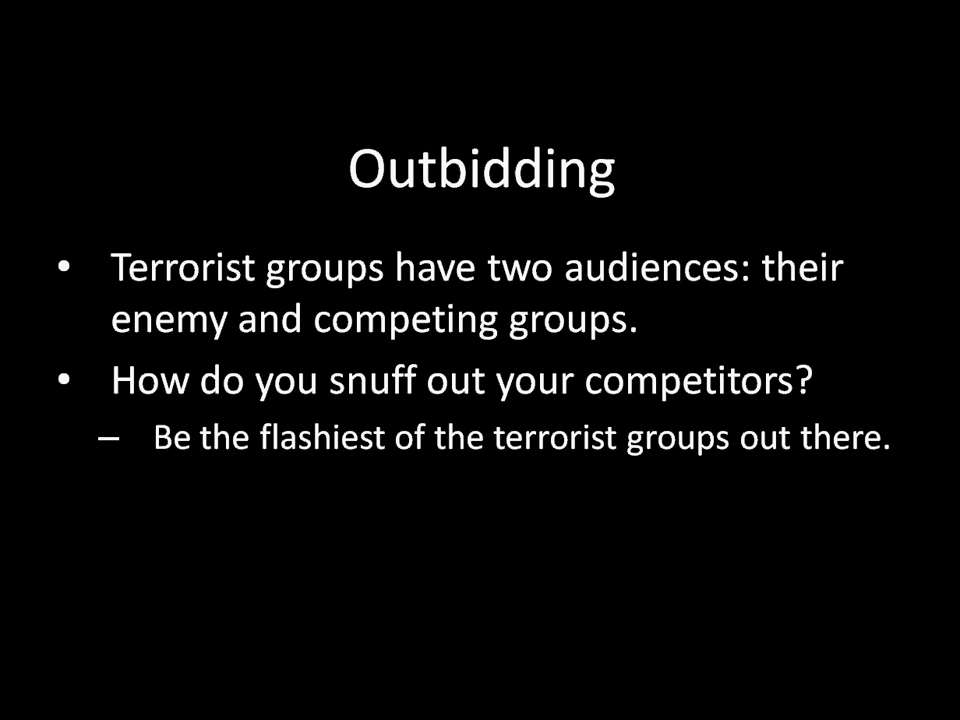 Outbidding
• Terrorist groups have two audiences: their
enemy and competing groups.
• How do you snuff out your competitors?
– Be the flashiest of the terrorist groups out there.